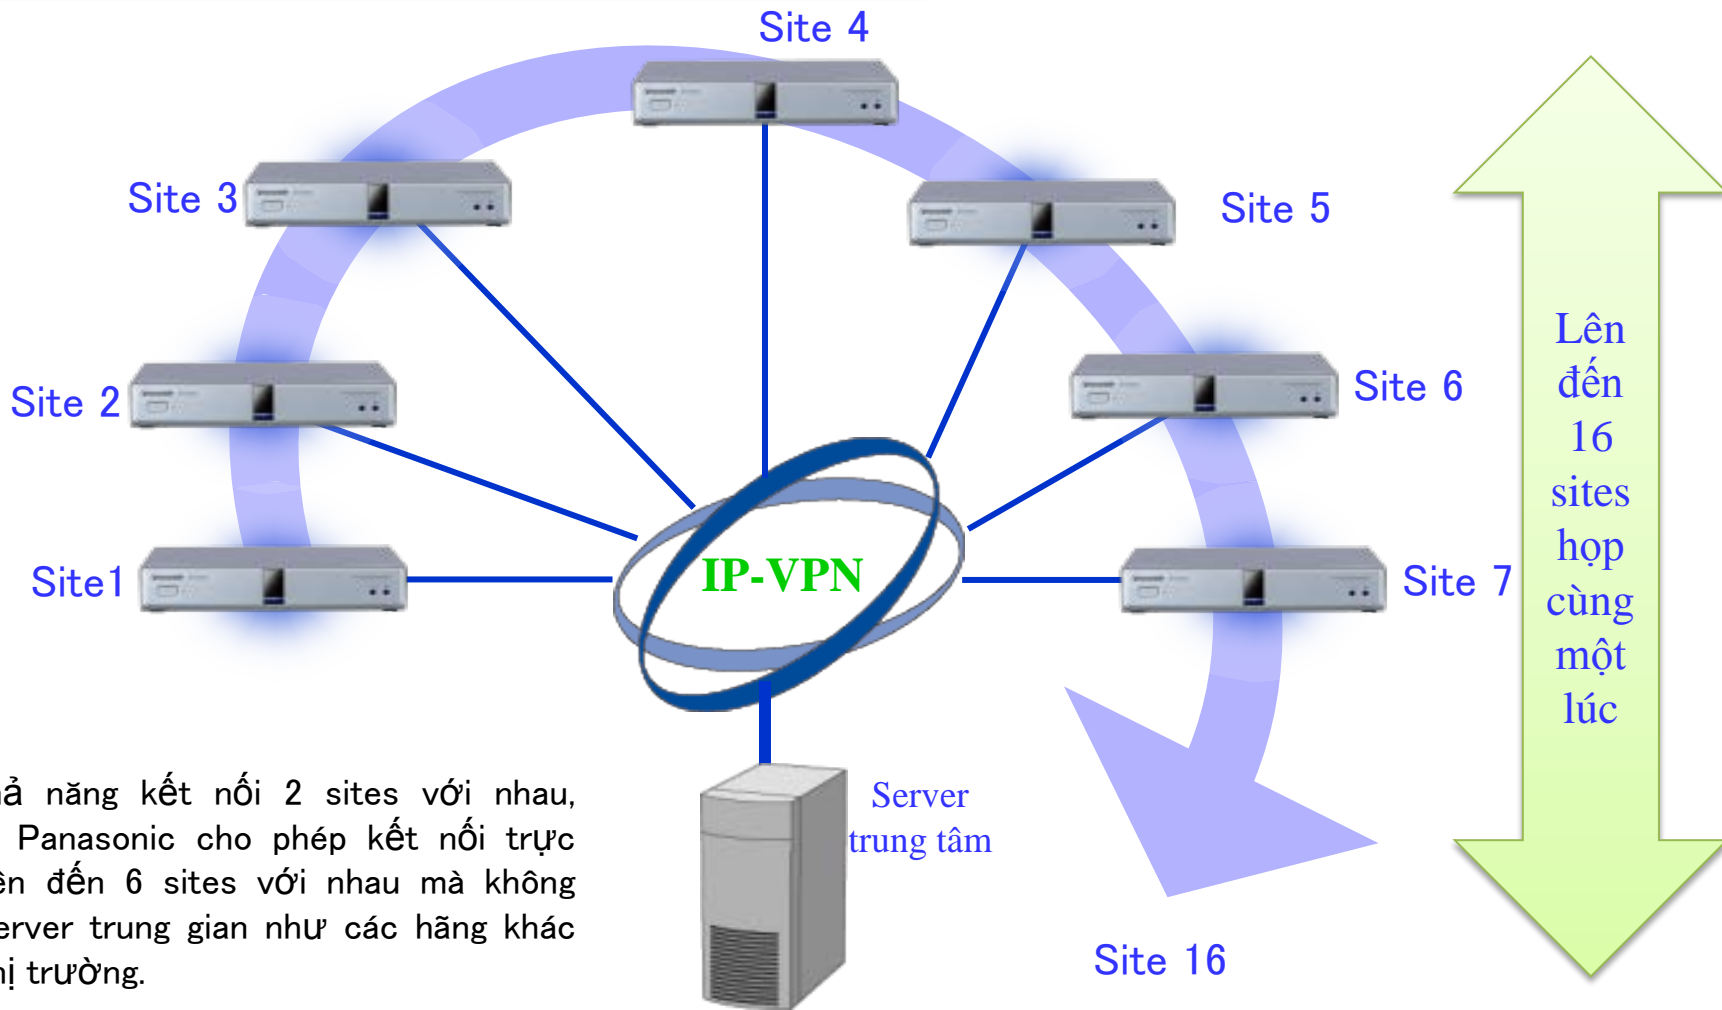 Site 4
Site 3
Site 5
Site 2
Site 6
Site1
IP-VPN
Site 7
Lên
đến
16
sites
họp
cùng
một
lúc
Server
trung tâm
năng kết nối 2 sites với nhau,
Panasonic cho phép kết nối trực
đến 6 sites với nhau mà không
trung gian như các hãng khác
trường.
Site 16